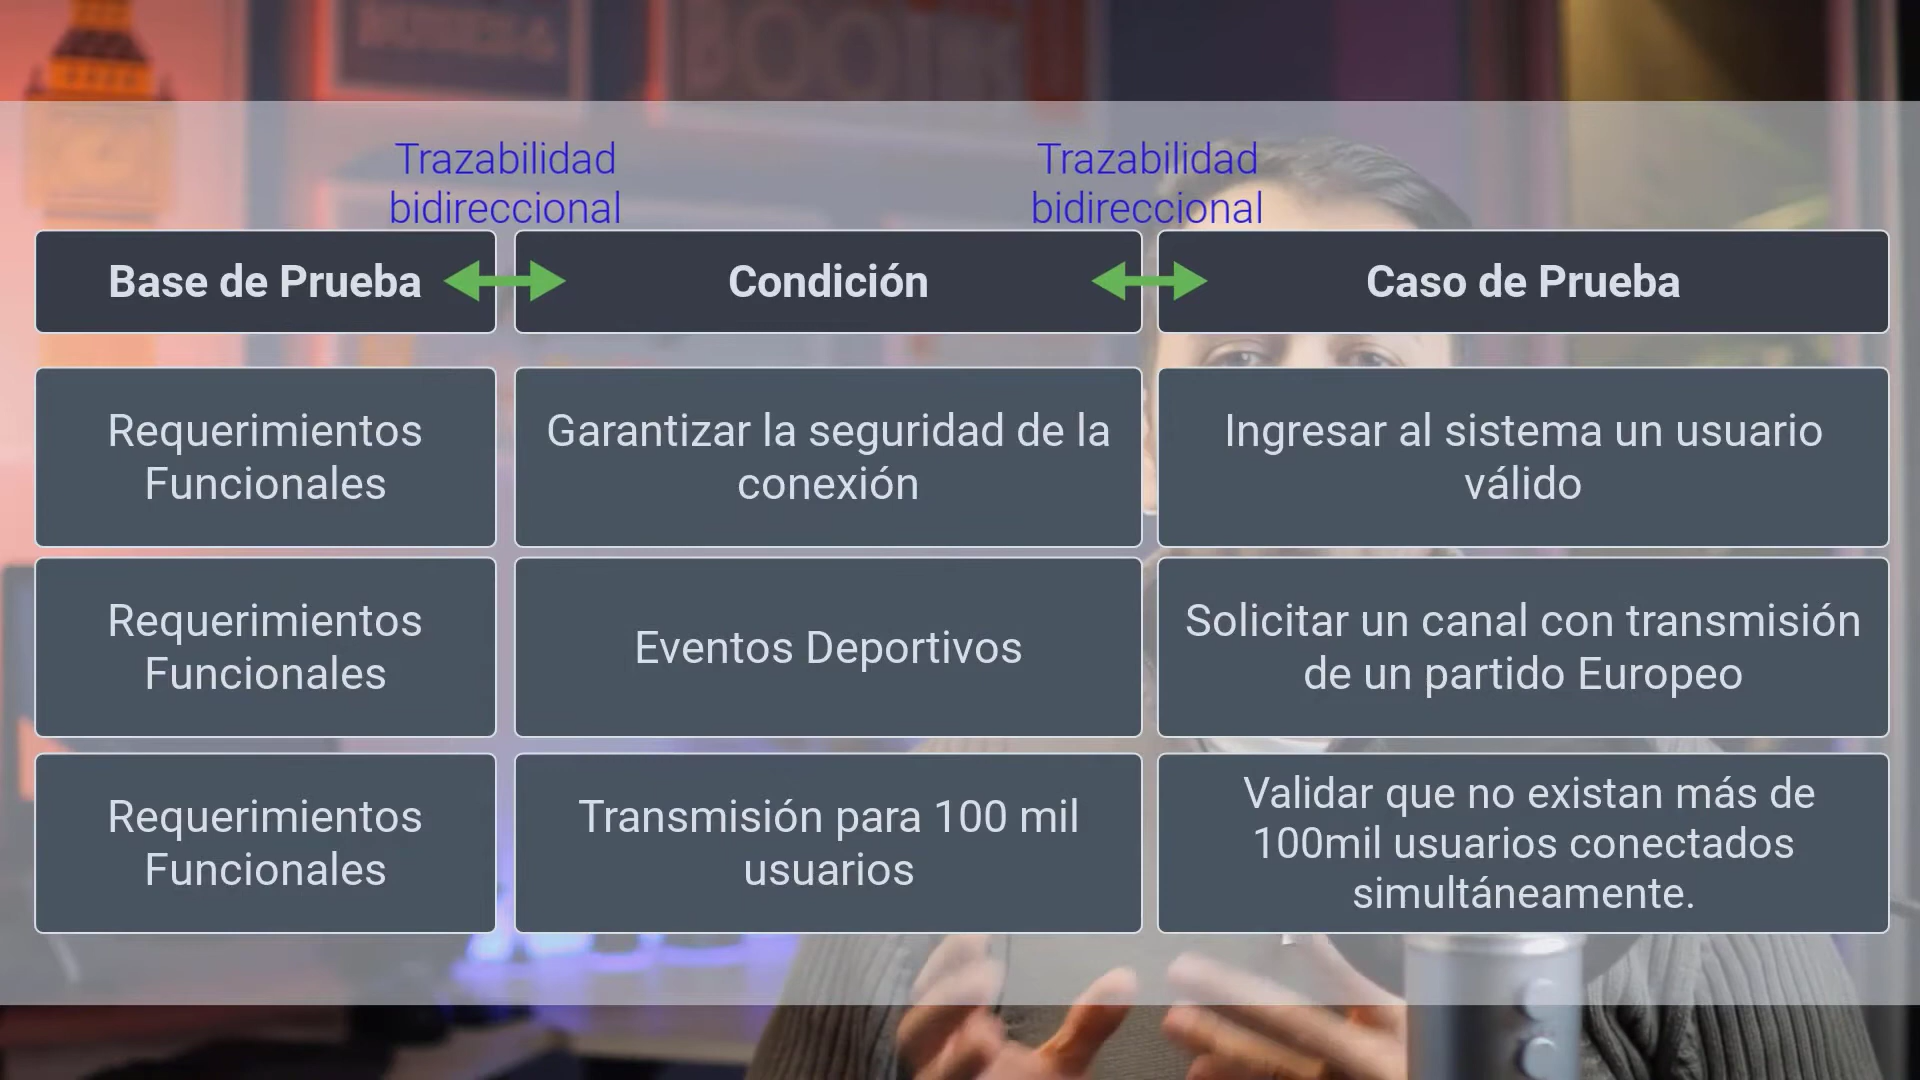 BOOKS
Trazabilidad
bidireccional
Trazabilidad
bidireccional
Base de Prueba
Condición
Caso de Prueba
Requerimientos
Funcionales
Garantizar la seguridad de la
conexión
Ingresar al sistema un usuario
válido
Requerimientos
Funcionales
Eventos Deportivos
Solicitar un canal con transmisión
de un partido Europeo
Requerimientos
Funcionales
Transmisión para 100 mil
usuarios
Validar que no existan más de
100mil usuarios conectados
simultáneamente.